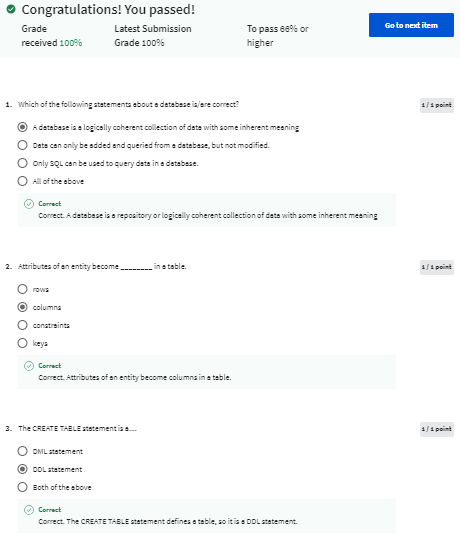 Congratulations! You passed!
Grade
received 100%
Latest Submission
Grade 100%
To pass 66% or
higher
Go to next item
1. Which of the following statements about a database is/are correct?
1 / 1 point
A database is a logically coherent collection of data with some inherent meaning
Data can only be added and queried from a database, but not modified.
Only SQL can be used to query data in a database.
All of the above
Correct
Correct. A database is a repository or logically coherent collection of data with some inherent meaning
2. Attributes of an entity become ________ in a table.
1 / 1 point
rows
columns
constraints
keys
Correct
Correct. Attributes of an entity become columns in a table.
3. The CREATE TABLE statement is a....
1 / 1 point
DML statement
DDL statement
Both of the above
Correct
Correct. The CREATE TABLE statement defines a table, so it is a DDL statement.